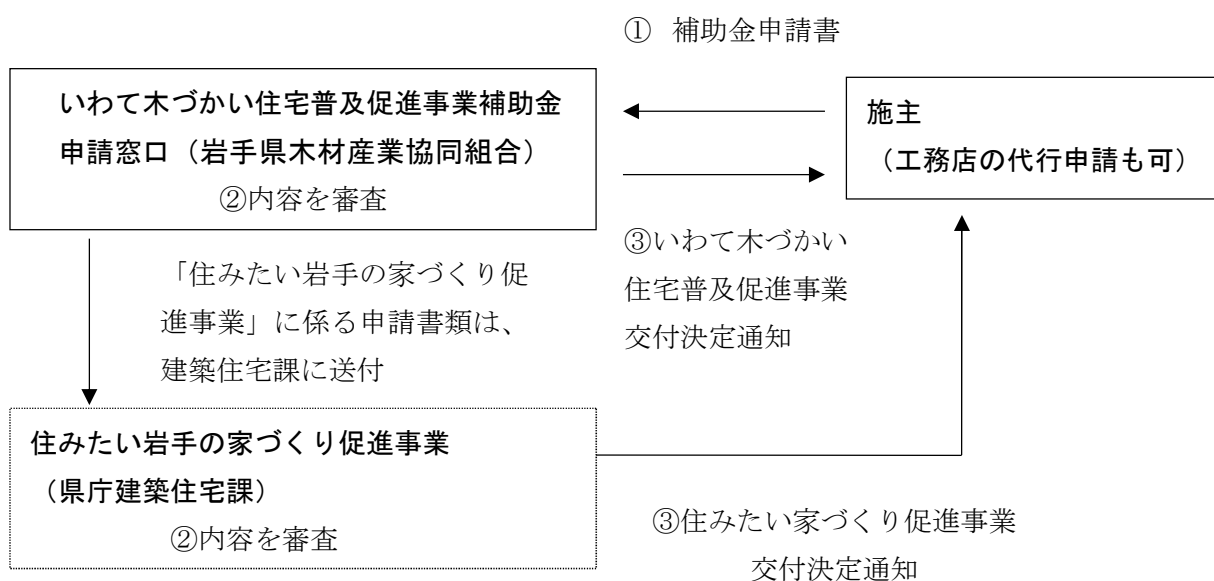 ① 補助金申請書
いわて木づかい住宅普及促進事業補助金
申請窓口（岩手県木材産業協同組合）
②内容を審査
施主
（工務店の代行申請も可）
③いわて木づかい
住宅普及促進事業
交付決定通知
「住みたい岩手の家づくり促
進事業」に係る申請書類は、
建築住宅課に送付
住みたい岩手の家づくり促進事業
（県庁建築住宅課）
②内容を審査
③住みたい家づくり促進事業
交付決定通知